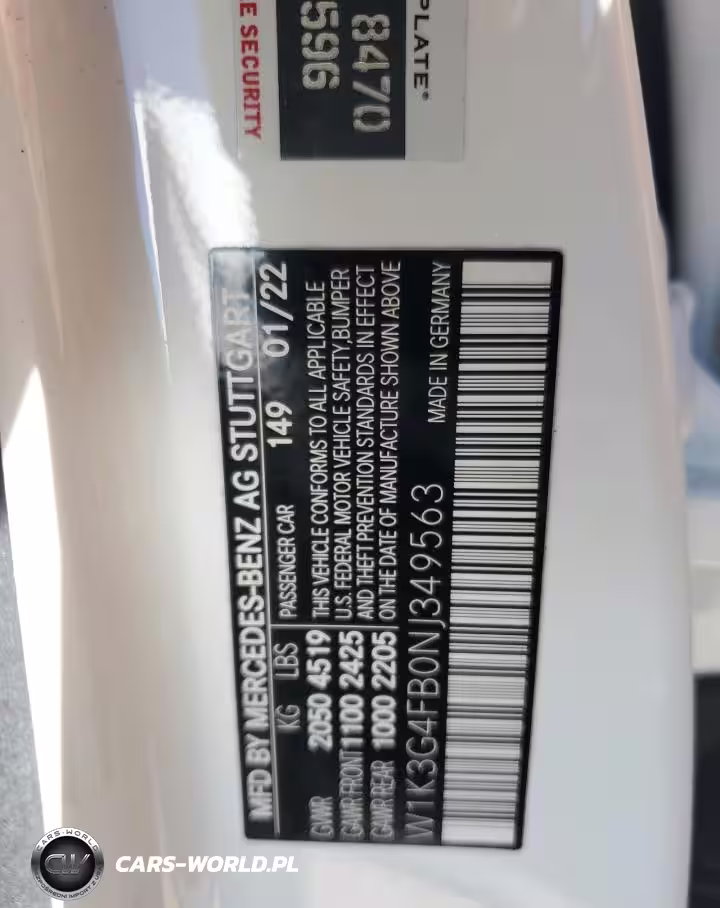 PLATE®
8470
596
E SECURITY
MFD BY MERCEDES-BENZ AG STUTTGART
KG LBS PASSENGER CAR 149 01/22
GVWR 2050 4519 THIS VEHICLE CONFORMS TO ALL APPLICABLE
GAWR FRONT 1100 2425 U.S. FEDERAL MOTOR VEHICLE SAFETY,BUMPER
GAWR REAR 1000 2205 AND THEFT PREVENTION STANDARDS IN EFFECT
ON THE DATE OF MANUFACTURE SHOWN ABOVE
W1K3G4FB0NJ349563 MADE IN GERMANY
CARS-WORLD
CW
CARS-WORLD.PL